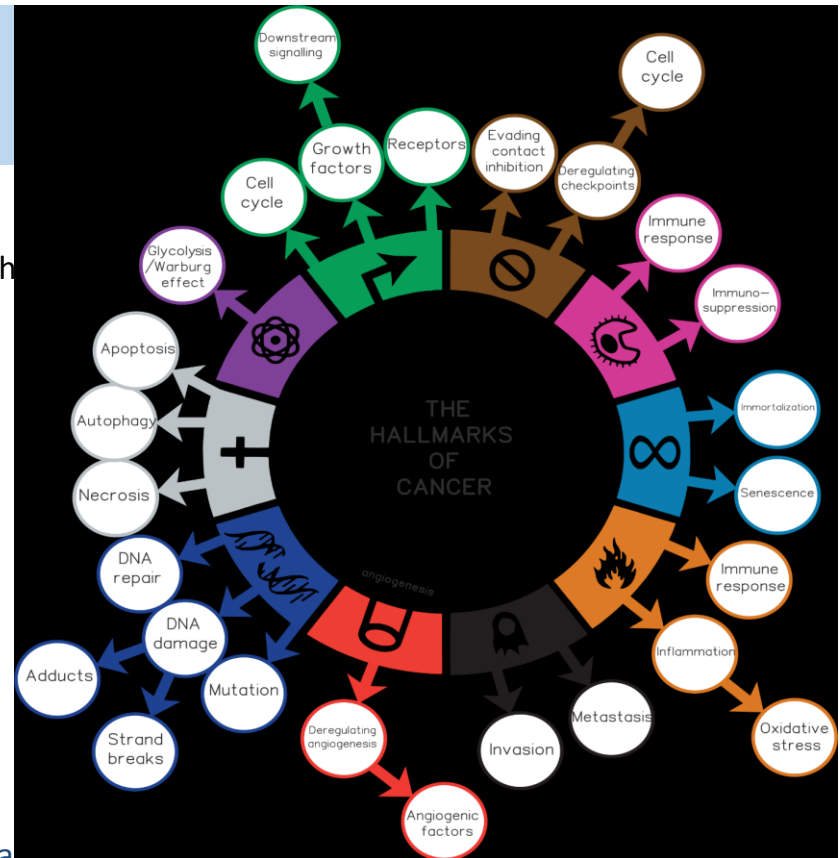 Downstream
signalling
Cell
cycle
Growth
factors
Receptors
Evading
contact
inhibition
Deregulating
checkpoints
Cell
cycle
Immune
response
Immuno-
suppression
Glycolysis
/Warburg
effect
h
Apoptosis
Autophagy
Necrosis
THE
HALLMARKS
OF
CANCER
Immortalization
Senescence
DNA
repair
DNA
damage
Adducts
Strand
breaks
Mutation
angiogenesis
Deregulating
angiogenesis
Angiogenic
factors
Invasion
Metastasis
Immune
response
Inflammation
Oxidative
stress
a